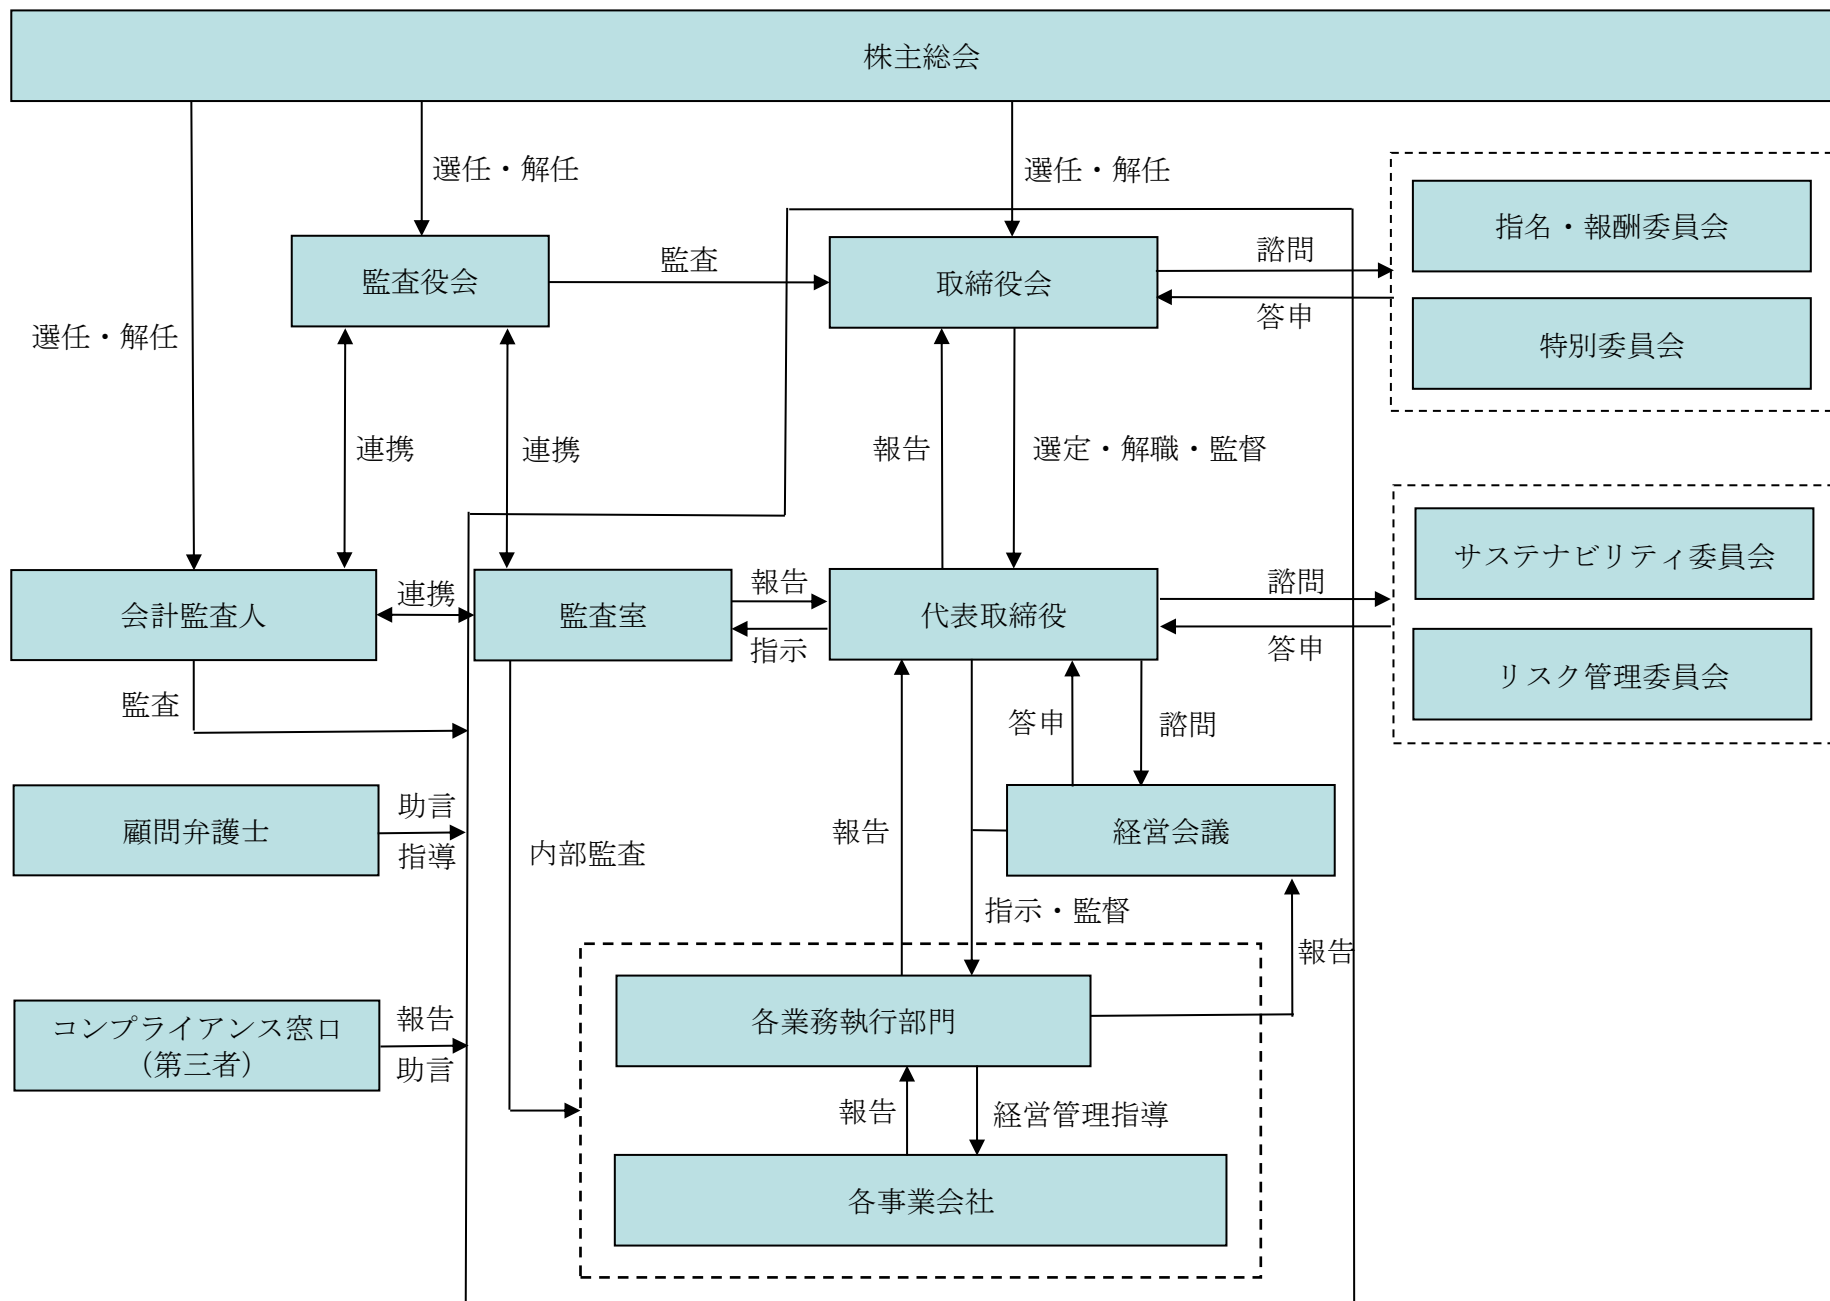 株主総会
選任・解任
選任・解任
指名・報酬委員会
監査役会
監査
取締役会
諮問
答申
選任・解任
特別委員会
連携
連携
報告
選定・解職・監督
サステナビリティ委員会
会計監査人
連携
監査室
報告
指示
代表取締役
諮問
答申
リスク管理委員会
監査
答申
諮問
顧問弁護士
助言
指導
内部監査
報告
経営会議
指示・監督
報告
コンプライアンス窓口
(第三者)
報告
助言
各業務執行部門
報告
経営管理指導
各事業会社